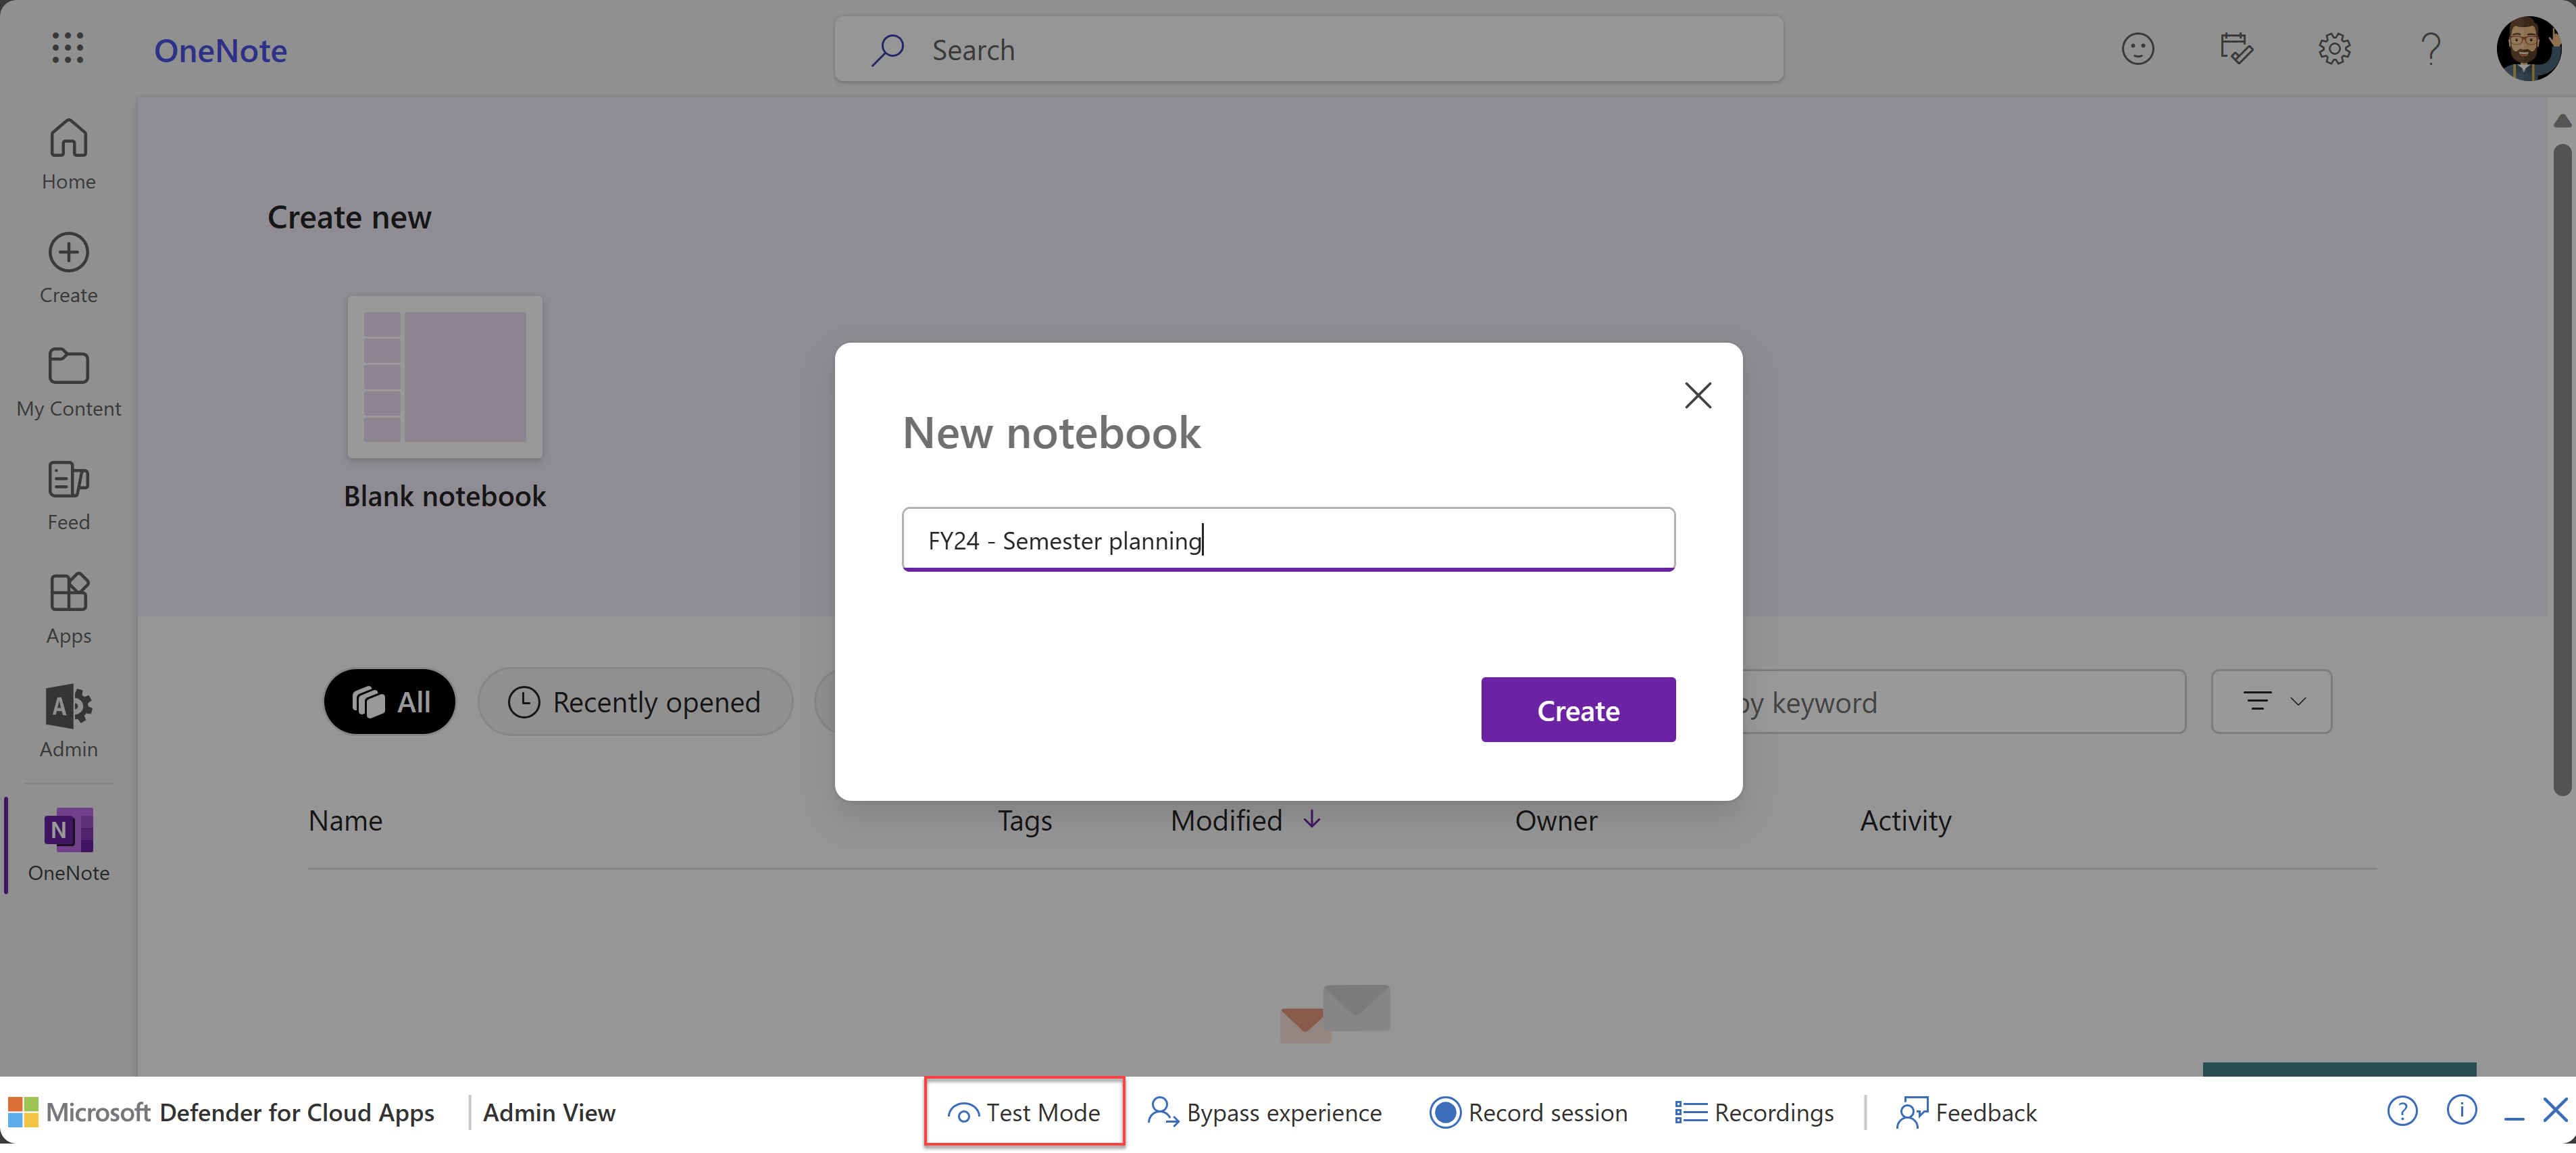 OneNote
Search
Home
Create
My Content
Feed
Apps
Admin
OneNote
Create new
Blank notebook
New notebook
FY24 - Semester planning
Create
All
Recently opened
by keyword
Name
Tags
Modified
Owner
Activity
Microsoft Defender for Cloud Apps
Admin View
Test Mode
Bypass experience
Record session
Recordings
Feedback